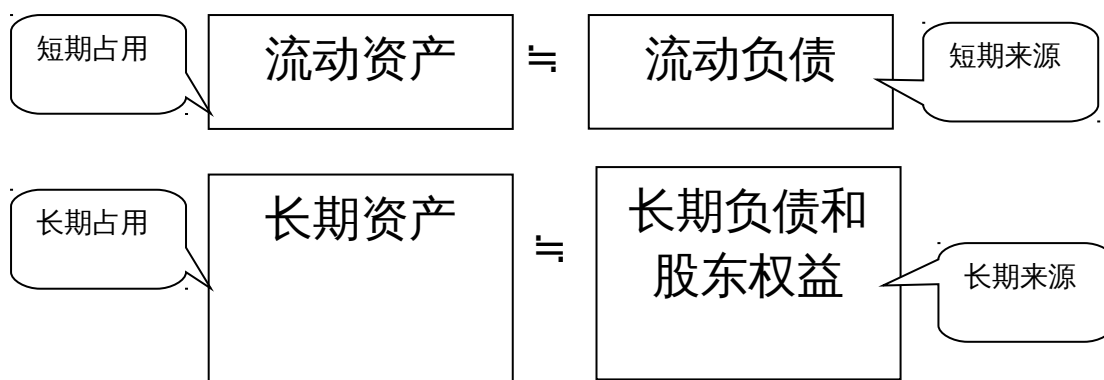 短期占用
流动资产
≒
流动负债
短期来源
长期占用
长期资产
≒
长期负债和
股东权益
长期来源